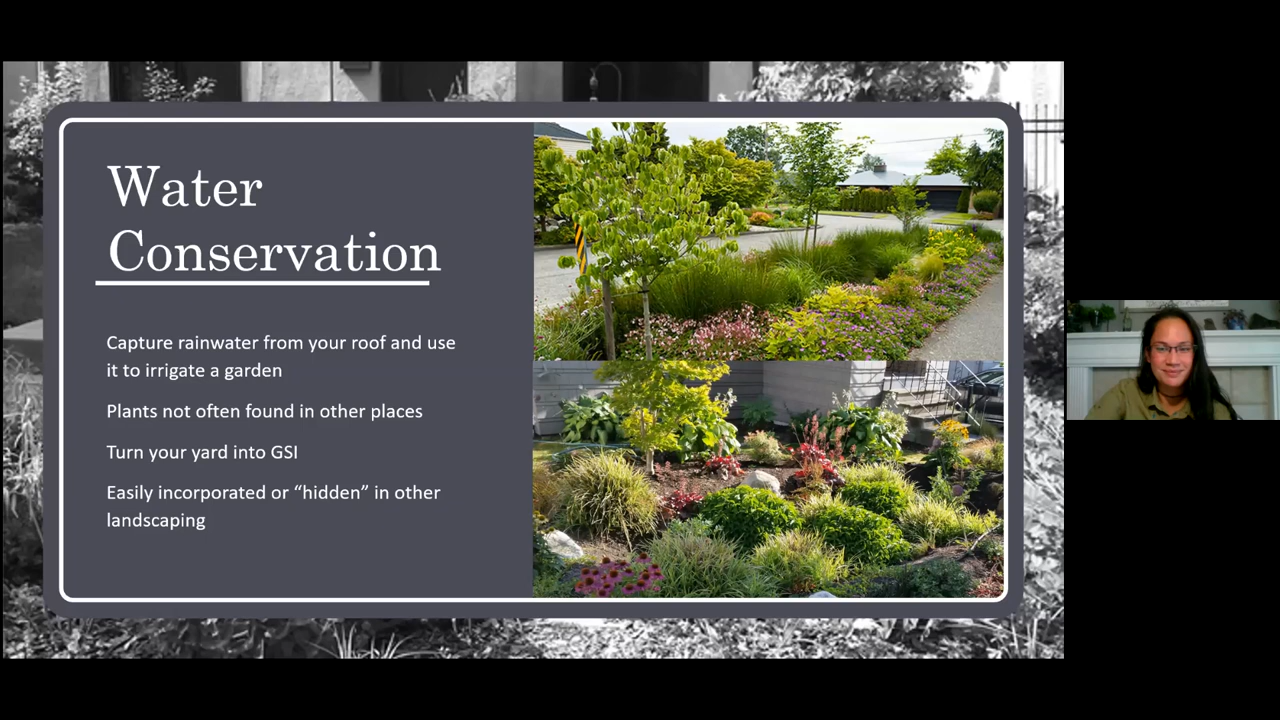 Water
Conservation
Capture rainwater from your roof and use
it to irrigate a garden
Plants not often found in other places
Turn your yard into GSI
Easily incorporated or “hidden” in other
landscaping